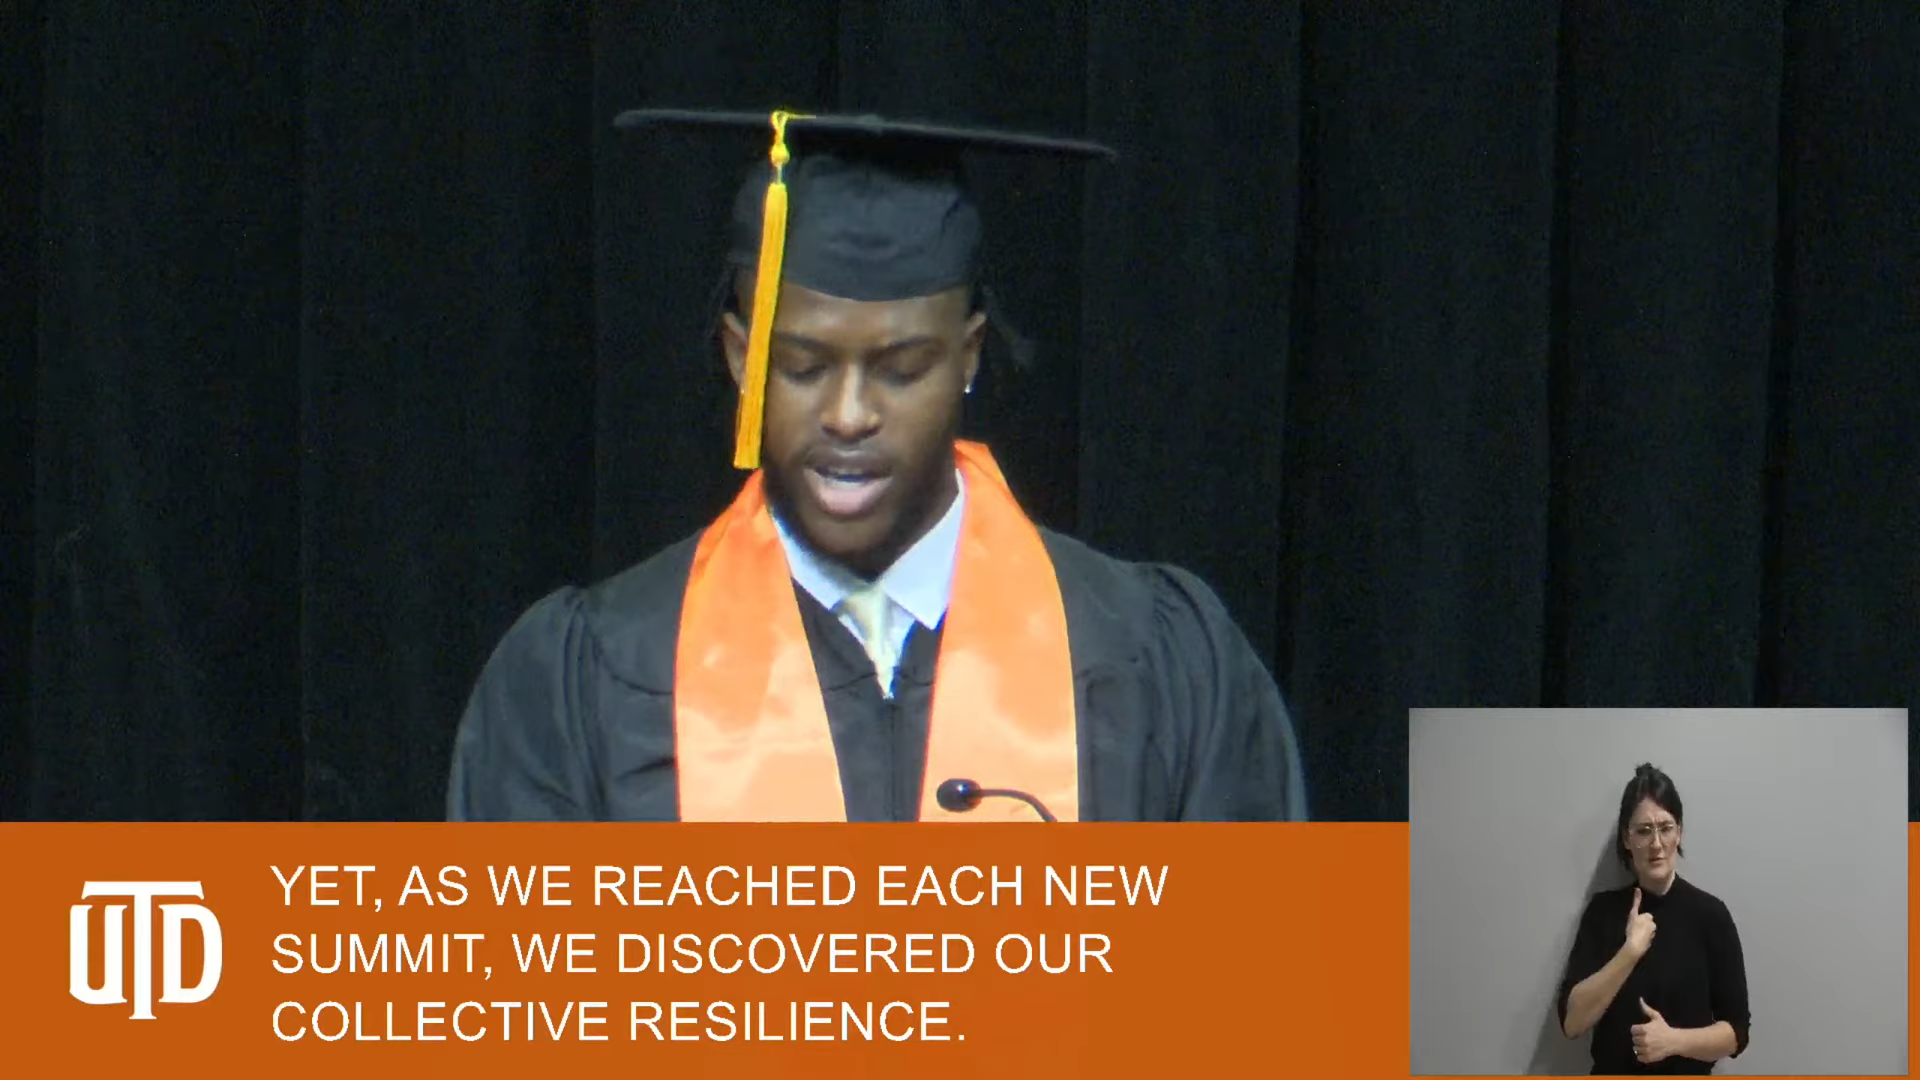 UTD
YET, AS WE REACHED EACH NEW
SUMMIT, WE DISCOVERED OUR
COLLECTIVE RESILIENCE.